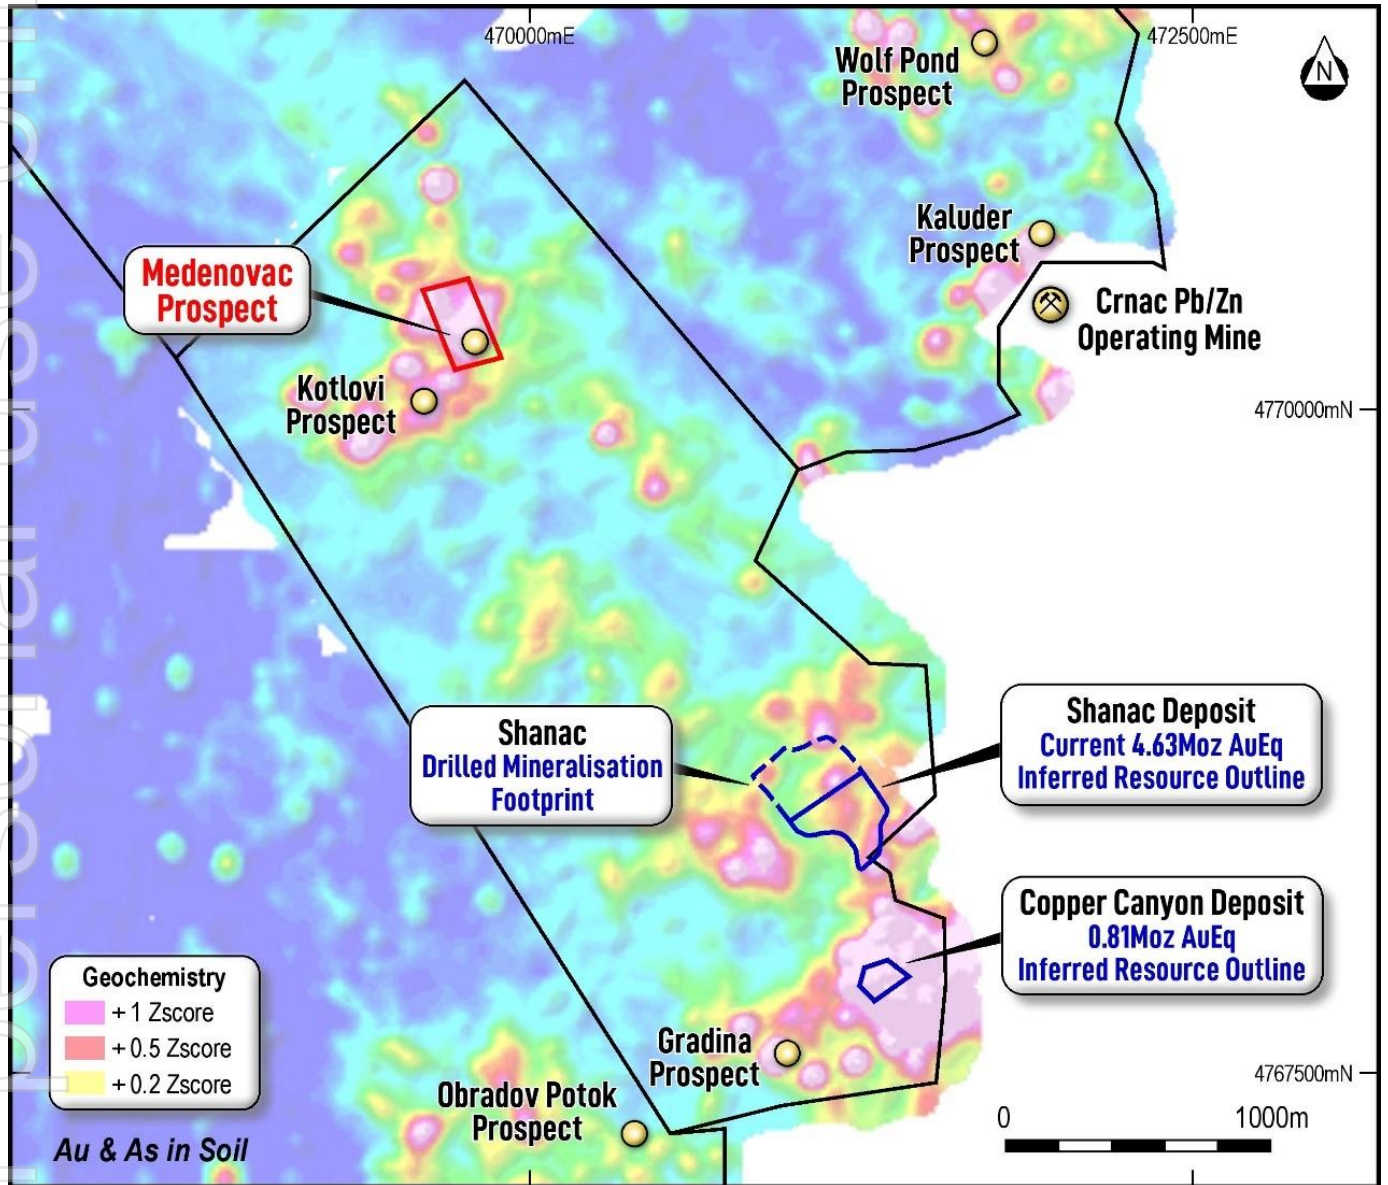 470000mE
472500mE
N
Wolf Pond
Prospect
Kaluder
Prospect
Crnac Pb/Zn
Operating Mine
Medenovac
Prospect
Kotlovi
Prospect
4770000mN
Shanac
Drilled Mineralisation
Footprint
Shanac Deposit
Current 4.63Moz AuEq
Inferred Resource Outline
Copper Canyon Deposit
0.81Moz AuEq
Inferred Resource Outline
Geochemistry
+ 1 Zscore
+ 0.5 Zscore
+ 0.2 Zscore
Au & As in Soil
Gradina
Prospect
Obradov Potok
Prospect
4767500mN
0
1000m